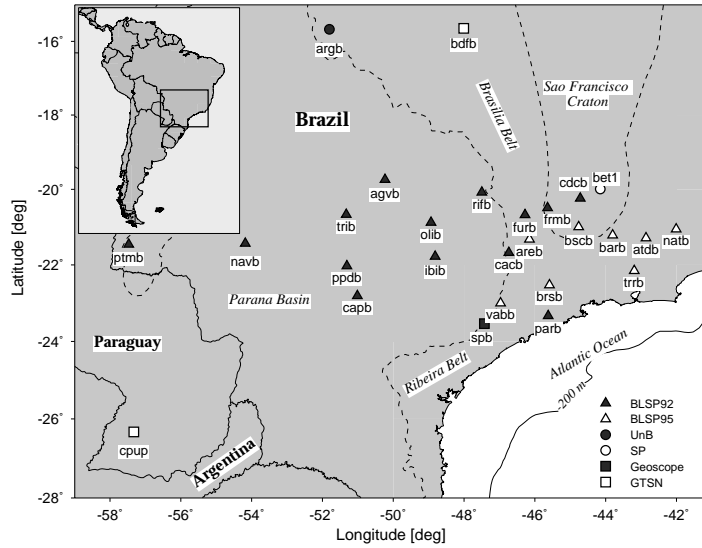 -16˚
-18˚
-20˚
-22˚
-24˚
-26˚
-28˚
Latitude [deg]
argb
bdfb
Sao Francisco
Craton
Brasilia Belt
Brazil
cdcb
bet1
agvb
rifb
trib
olib
furb
frmb
areb
bscb
barb
atdb
natb
ptmb
navb
ppdb
ibib
cacb
capb
brsb
trrb
vabb
parb
spb
Parana Basin
Paraguay
Ribeira Belt
Atlantic Ocean
-200 m
cpup
Argentina
BLSP92
BLSP95
UnB
SP
Geoscope
GTSN
-58˚
-56˚
-54˚
-52˚
-50˚
-48˚
-46˚
-44˚
-42˚
Longitude [deg]